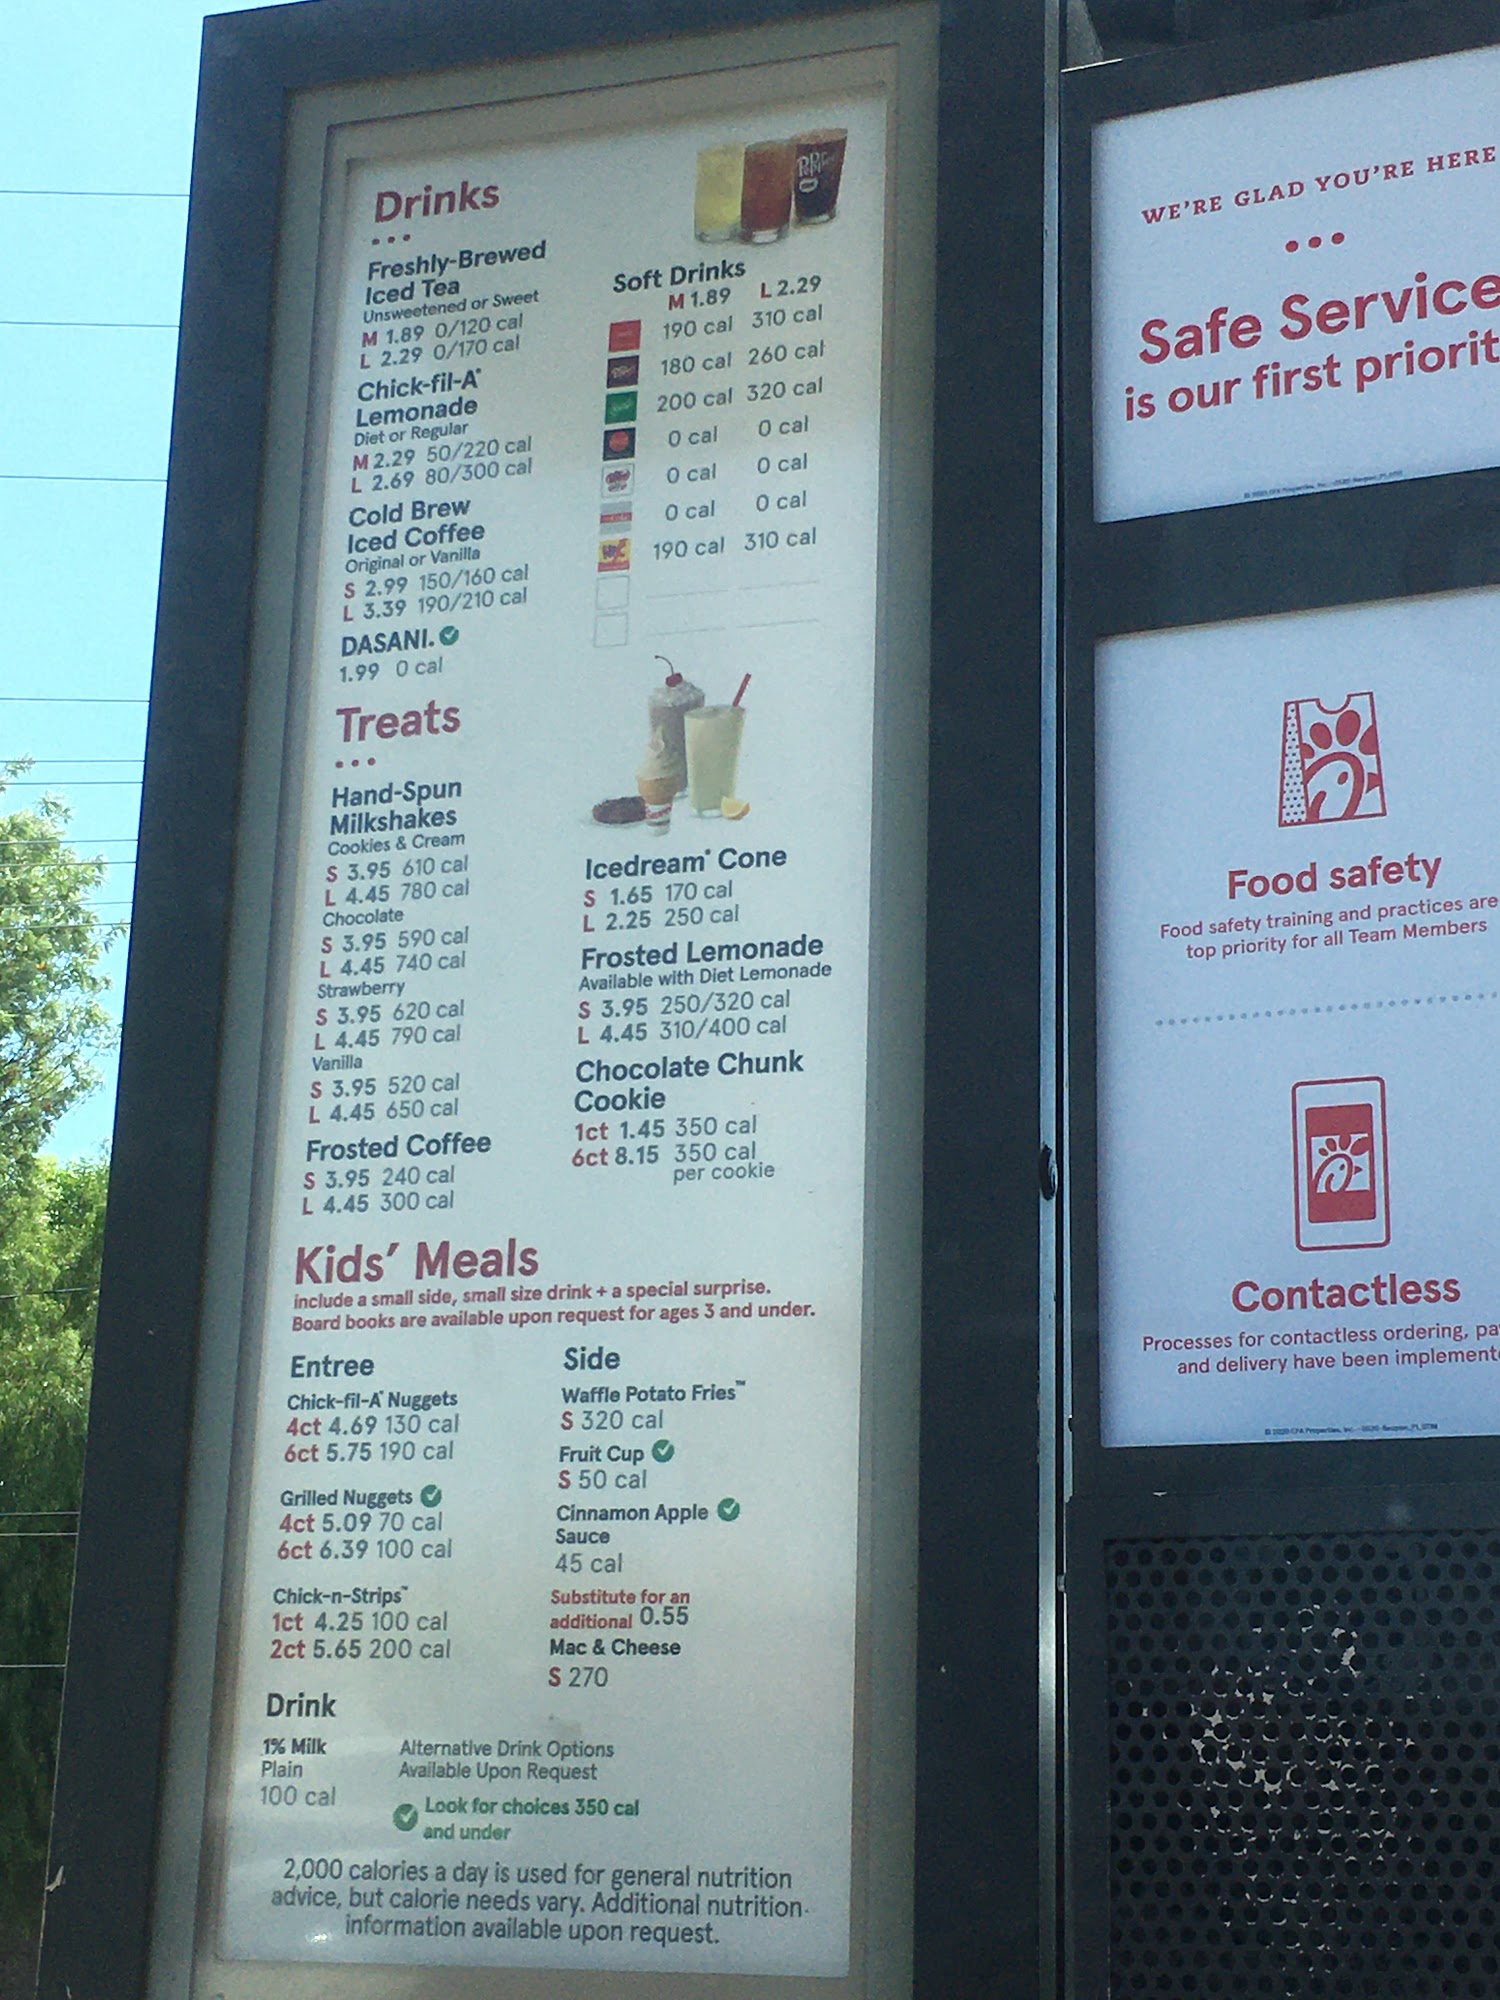 Drinks
Freshly-Brewed
Iced Tea
Unsweetened or Sweet
M 1.89 0/120 cal
L 2.29 0/170 cal
Chick-fil-A®
Lemonade
Diet or Regular
M 2.29 50/220 cal
L 2.69 80/300 cal
Cold Brew
Iced Coffee
Original or Vanilla
S 2.99 150/160 cal
L 3.39 190/210 cal
DASANI.
1.99 0 cal
Soft Drinks
M 1.89 L 2.29
190 cal 310 cal
180 cal 260 cal
200 cal 320 cal
0 cal 0 cal
0 cal 0 cal
0 cal 0 cal
190 cal 310 cal
Treats
Hand-Spun
Milkshakes
Cookies & Cream
S 3.95 610 cal
L 4.45 780 cal
Chocolate
S 3.95 590 cal
L 4.45 740 cal
Strawberry
S 3.95 620 cal
L 4.45 790 cal
Vanilla
S 3.95 520 cal
L 4.45 650 cal
Frosted Coffee
S 3.95 240 cal
L 4.45 300 cal
Icedream® Cone
S 1.65 170 cal
L 2.25 250 cal
Frosted Lemonade
Available with Diet Lemonade
S 3.95 250/320 cal
L 4.45 310/400 cal
Chocolate Chunk
Cookie
1ct 1.45 350 cal
6ct 8.15 350 cal
per cookie
Kids' Meals
include a small side, small size drink + a special surprise.
Board books are available upon request for ages 3 and under.
Entree
Chick-fil-A® Nuggets
4ct 4.69 130 cal
6ct 5.75 190 cal
Grilled Nuggets
4ct 5.09 70 cal
6ct 6.39 100 cal
Chick-n-Strips™
1ct 4.25 100 cal
2ct 5.65 200 cal
Side
Waffle Potato Fries™
S 320 cal
Fruit Cup
S 50 cal
Cinnamon Apple
Sauce
45 cal
Substitute for an
additional 0.55
Mac & Cheese
S 270
Drink
1% Milk
Plain
100 cal
Alternative Drink Options
Available Upon Request
Look for choices 350 cal
and under
2,000 calories a day is used for general nutrition
advice, but calorie needs vary. Additional nutrition
information available upon request.
WE'RE GLAD YOU'RE HERE
Safe Service
is our first priorit
Food safety
Food safety training and practices are
top priority for all Team Members
Contactless
Processes for contactless ordering, pa
and delivery have been implement